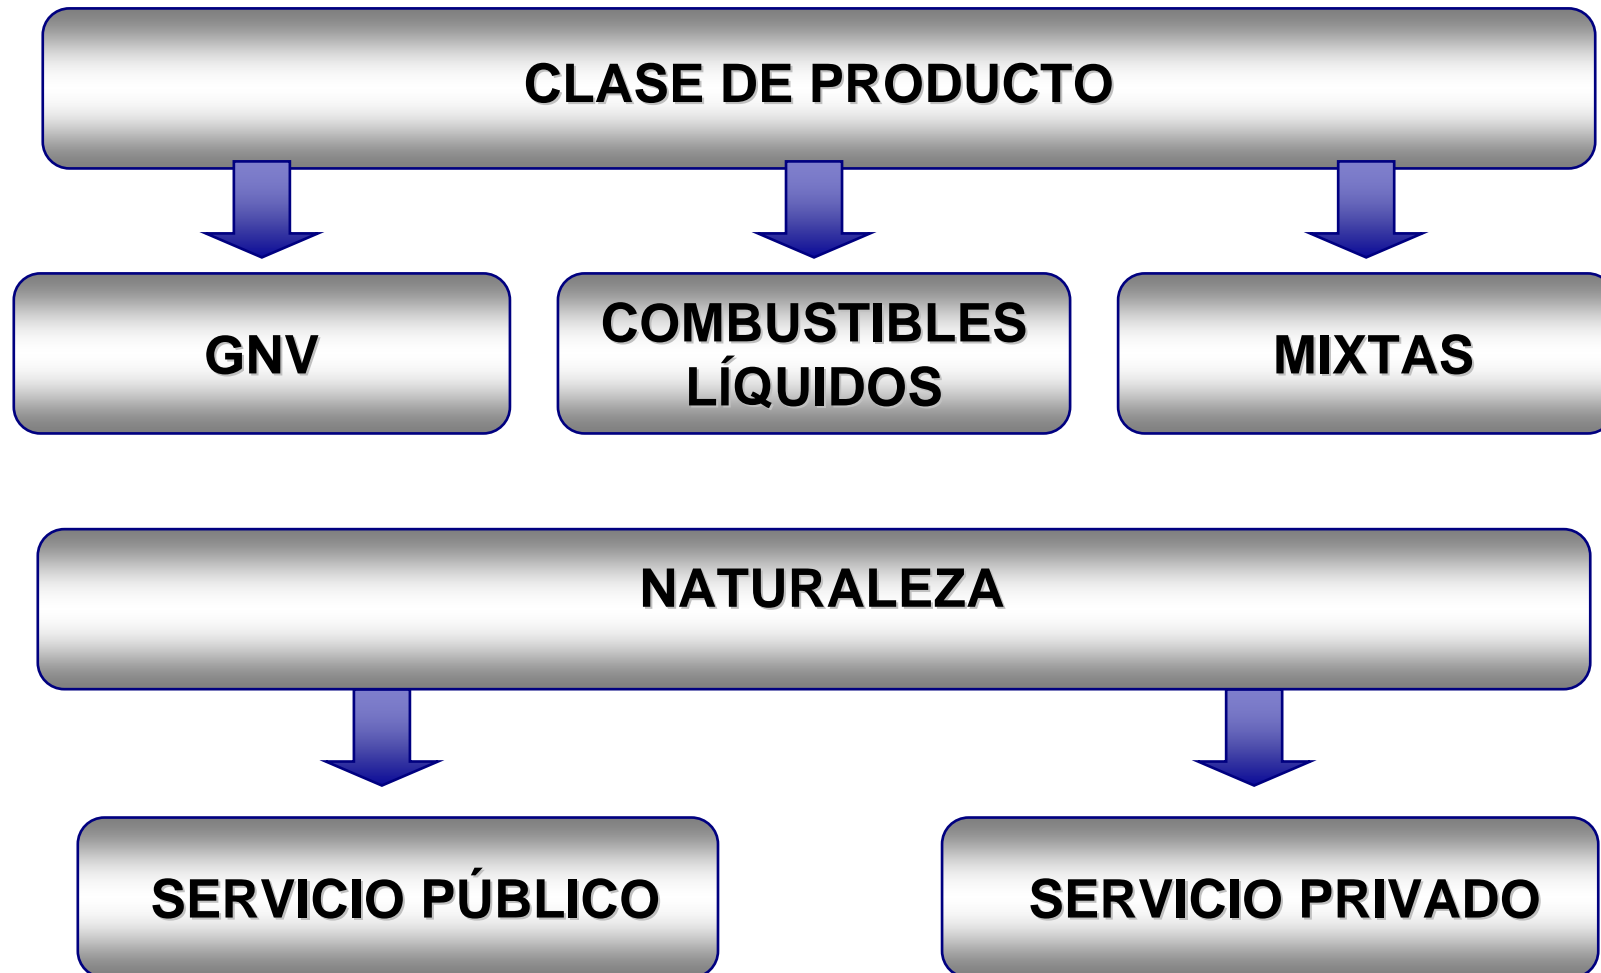 CLASE DE PRODUCTO
GNV
COMBUSTIBLES
LÍQUIDOS
MIXTAS
NATURALEZA
SERVICIO PÚBLICO
SERVICIO PRIVADO